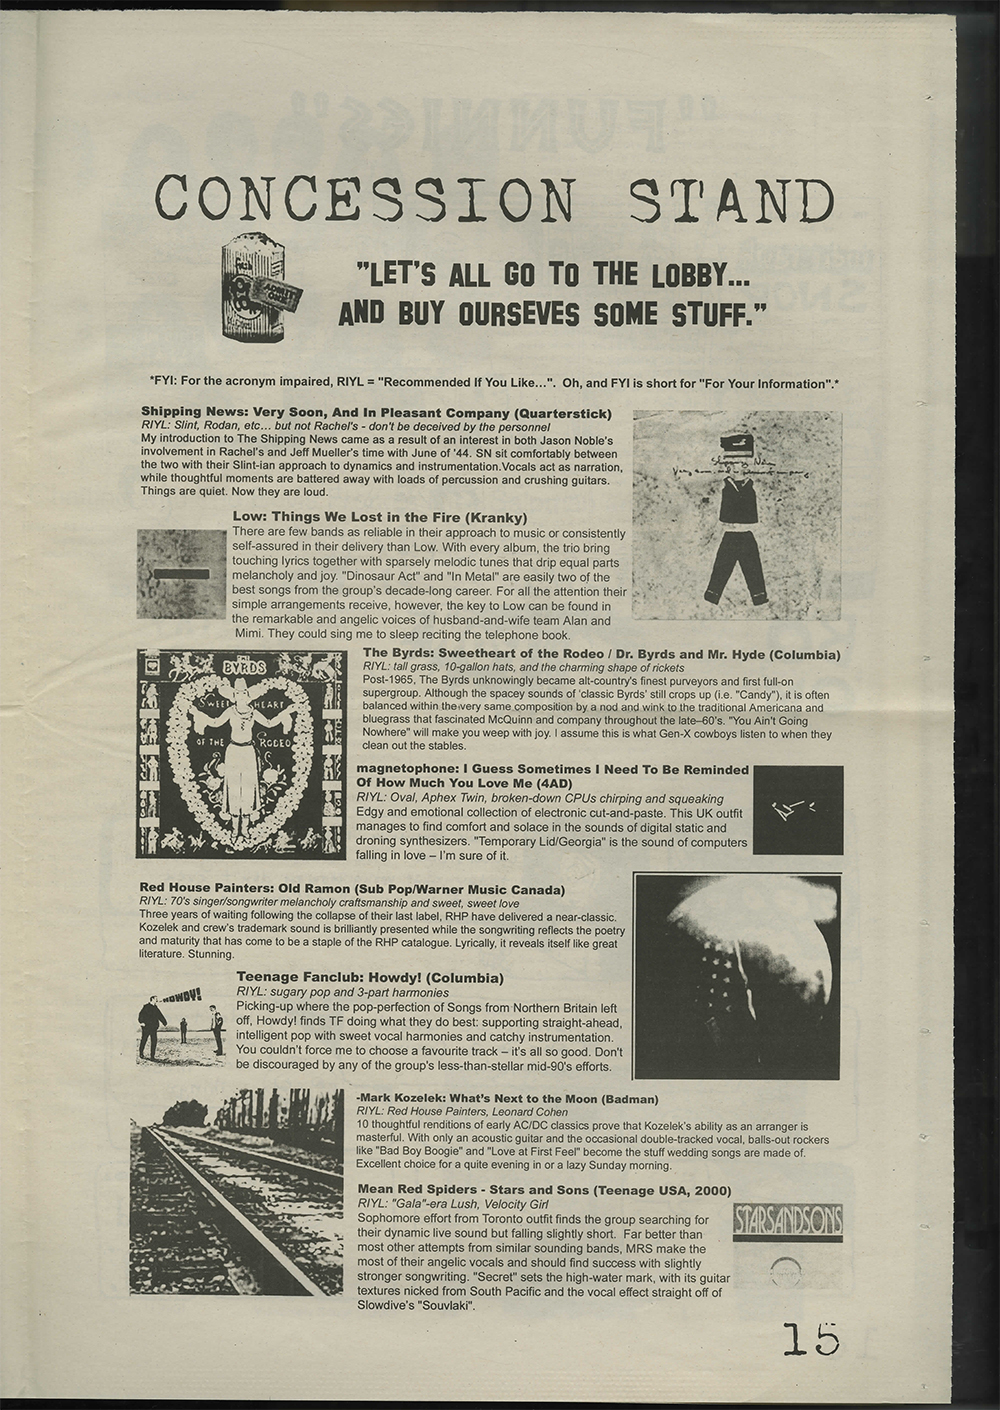 CONCESSION STAND
"LET'S ALL GO TO THE LOBBY...
AND BUY OURSEVES SOME STUFF."
ADMIT
ONE
*FYI: For the acronym impaired, RIYL = "Recommended If You Like...". Oh, and FYI is short for "For Your Information".*
Shipping News: Very Soon, And In Pleasant Company (Quarterstick)
RIYL: Slint, Rodan, etc... but not Rachel's - don't be deceived by the personnel
My introduction to The Shipping News came as a result of an interest in both Jason Noble's
involvement in Rachel's and Jeff Mueller's time with June of '44. SN sit comfortably between
the two with their Slint-ian approach to dynamics and instrumentation.Vocals act as narration,
while thoughtful moments are battered away with loads of percussion and crushing guitars.
Things are quiet. Now they are loud.
Low: Things We Lost in the Fire (Kranky)
There are few bands as reliable in their approach to music or consistently
self-assured in their delivery than Low. With every album, the trio bring
touching lyrics together with sparsely melodic tunes that drip equal parts
melancholy and joy. "Dinosaur Act" and "In Metal" are easily two of the
best songs from the group's decade-long career. For all the attention their
simple arrangements receive, however, the key to Low can be found in
the remarkable and angelic voices of husband-and-wife team Alan and
Mimi. They could sing me to sleep reciting the telephone book.
BYRDS
SWEET HEART
OF THE RODEO
The Byrds: Sweetheart of the Rodeo / Dr. Byrds and Mr. Hyde (Columbia)
RIYL: tall grass, 10-gallon hats, and the charming shape of rickets
Post-1965, The Byrds unknowingly became alt-country's finest purveyors and first full-on
supergroup. Although the spacey sounds of 'classic Byrds' still crops up (i.e. "Candy"), it is often
balanced within the very same composition by a nod and wink to the traditional Americana and
bluegrass that fascinated McQuinn and company throughout the late–60's. "You Ain't Going
Nowhere" will make you weep with joy. I assume this is what Gen-X cowboys listen to when they
clean out the stables.
magnetophone: I Guess Sometimes I Need To Be Reminded
Of How Much You Love Me (4AD)
RIYL: Oval, Aphex Twin, broken-down CPUs chirping and squeaking
Edgy and emotional collection of electronic cut-and-paste. This UK outfit
manages to find comfort and solace in the sounds of digital static and
droning synthesizers. "Temporary Lid/Georgia" is the sound of computers
falling in love – I'm sure of it.
Red House Painters: Old Ramon (Sub Pop/Warner Music Canada)
RIYL: 70's singer/songwriter melancholy craftsmanship and sweet, sweet love
Three years of waiting following the collapse of their last label, RHP have delivered a near-classic.
Kozelek and crew's trademark sound is brilliantly presented while the songwriting reflects the poetry
and maturity that has come to be a staple of the RHP catalogue. Lyrically, it reveals itself like great
literature. Stunning.
HOWDY!
Teenage Fanclub: Howdy! (Columbia)
RIYL: sugary pop and 3-part harmonies
Picking-up where the pop-perfection of Songs from Northern Britain left
off, Howdy! finds TF doing what they do best: supporting straight-ahead,
intelligent pop with sweet vocal harmonies and catchy instrumentation.
You couldn't force me to choose a favourite track – it's all so good. Don't
be discouraged by any of the group's less-than-stellar mid-90's efforts.
-Mark Kozelek: What's Next to the Moon (Badman)
RIYL: Red House Painters, Leonard Cohen
10 thoughtful renditions of early AC/DC classics prove that Kozelek's ability as an arranger is
masterful. With only an acoustic guitar and the occasional double-tracked vocal, balls-out rockers
like "Bad Boy Boogie" and "Love at First Feel" become the stuff wedding songs are made of.
Excellent choice for a quite evening in or a lazy Sunday morning.
Mean Red Spiders - Stars and Sons (Teenage USA, 2000)
RIYL: "Gala"-era Lush, Velocity Girl
Sophomore effort from Toronto outfit finds the group searching for
their dynamic live sound but falling slightly short. Far better than
most other attempts from similar sounding bands, MRS make the
most of their angelic vocals and should find success with slightly
stronger songwriting. "Secret" sets the high-water mark, with its guitar
textures nicked from South Pacific and the vocal effect straight off of
Slowdive's "Souvlaki".
STARSANDSONS
15